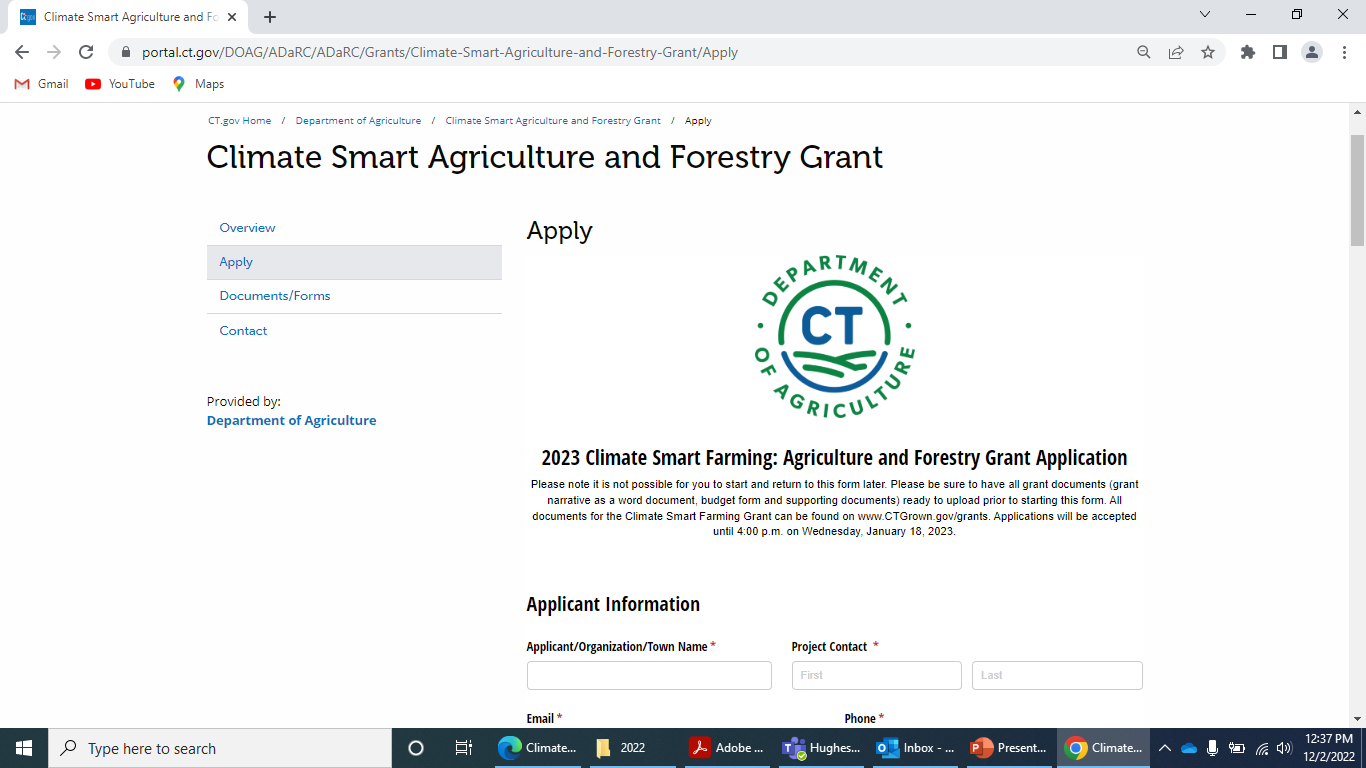 Climate Smart Agriculture and Fo
portal.ct.gov/DOAG/ADaRC/ADaRC/Grants/Climate-Smart-Agriculture-and-Forestry-Grant/Apply
Gmail YouTube Maps
CT.gov Home / Department of Agriculture / Climate Smart Agriculture and Forestry Grant / Apply
Climate Smart Agriculture and Forestry Grant
Overview
Apply
Documents/Forms
Contact
Provided by:
Department of Agriculture
Apply
DEPARTMENT
CT
OF AGRICULTURE
2023 Climate Smart Farming: Agriculture and Forestry Grant Application
Please note it is not possible for you to start and return to this form later. Please be sure to have all grant documents (grant
narrative as a word document, budget form and supporting documents) ready to upload prior to starting this form. All
documents for the Climate Smart Farming Grant can be found on www.CTGrown.gov/grants. Applications will be accepted
until 4:00 p.m. on Wednesday, January 18, 2023.
Applicant Information
Applicant/Organization/Town Name * Project Contact *
First Last
Email * Phone *
Type here to search Climate... 2022 Adobe ... Hughes... Inbox - ... Present... Climate... 12:37 PM
12/2/2022